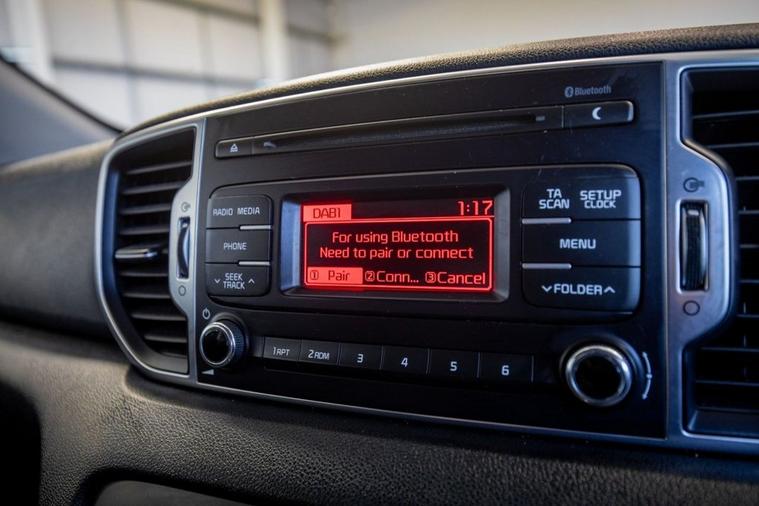 Bluetooth
RADIO MEDIA
PHONE
SEEK
TRACK
DAB1 1:17
For using Bluetooth
Need to pair or connect
① Pair ②Conn... ③Cancel
TA
SCAN
SETUP
CLOCK
MENU
FOLDER
1 RPT
2 RDM
3
4
5
6